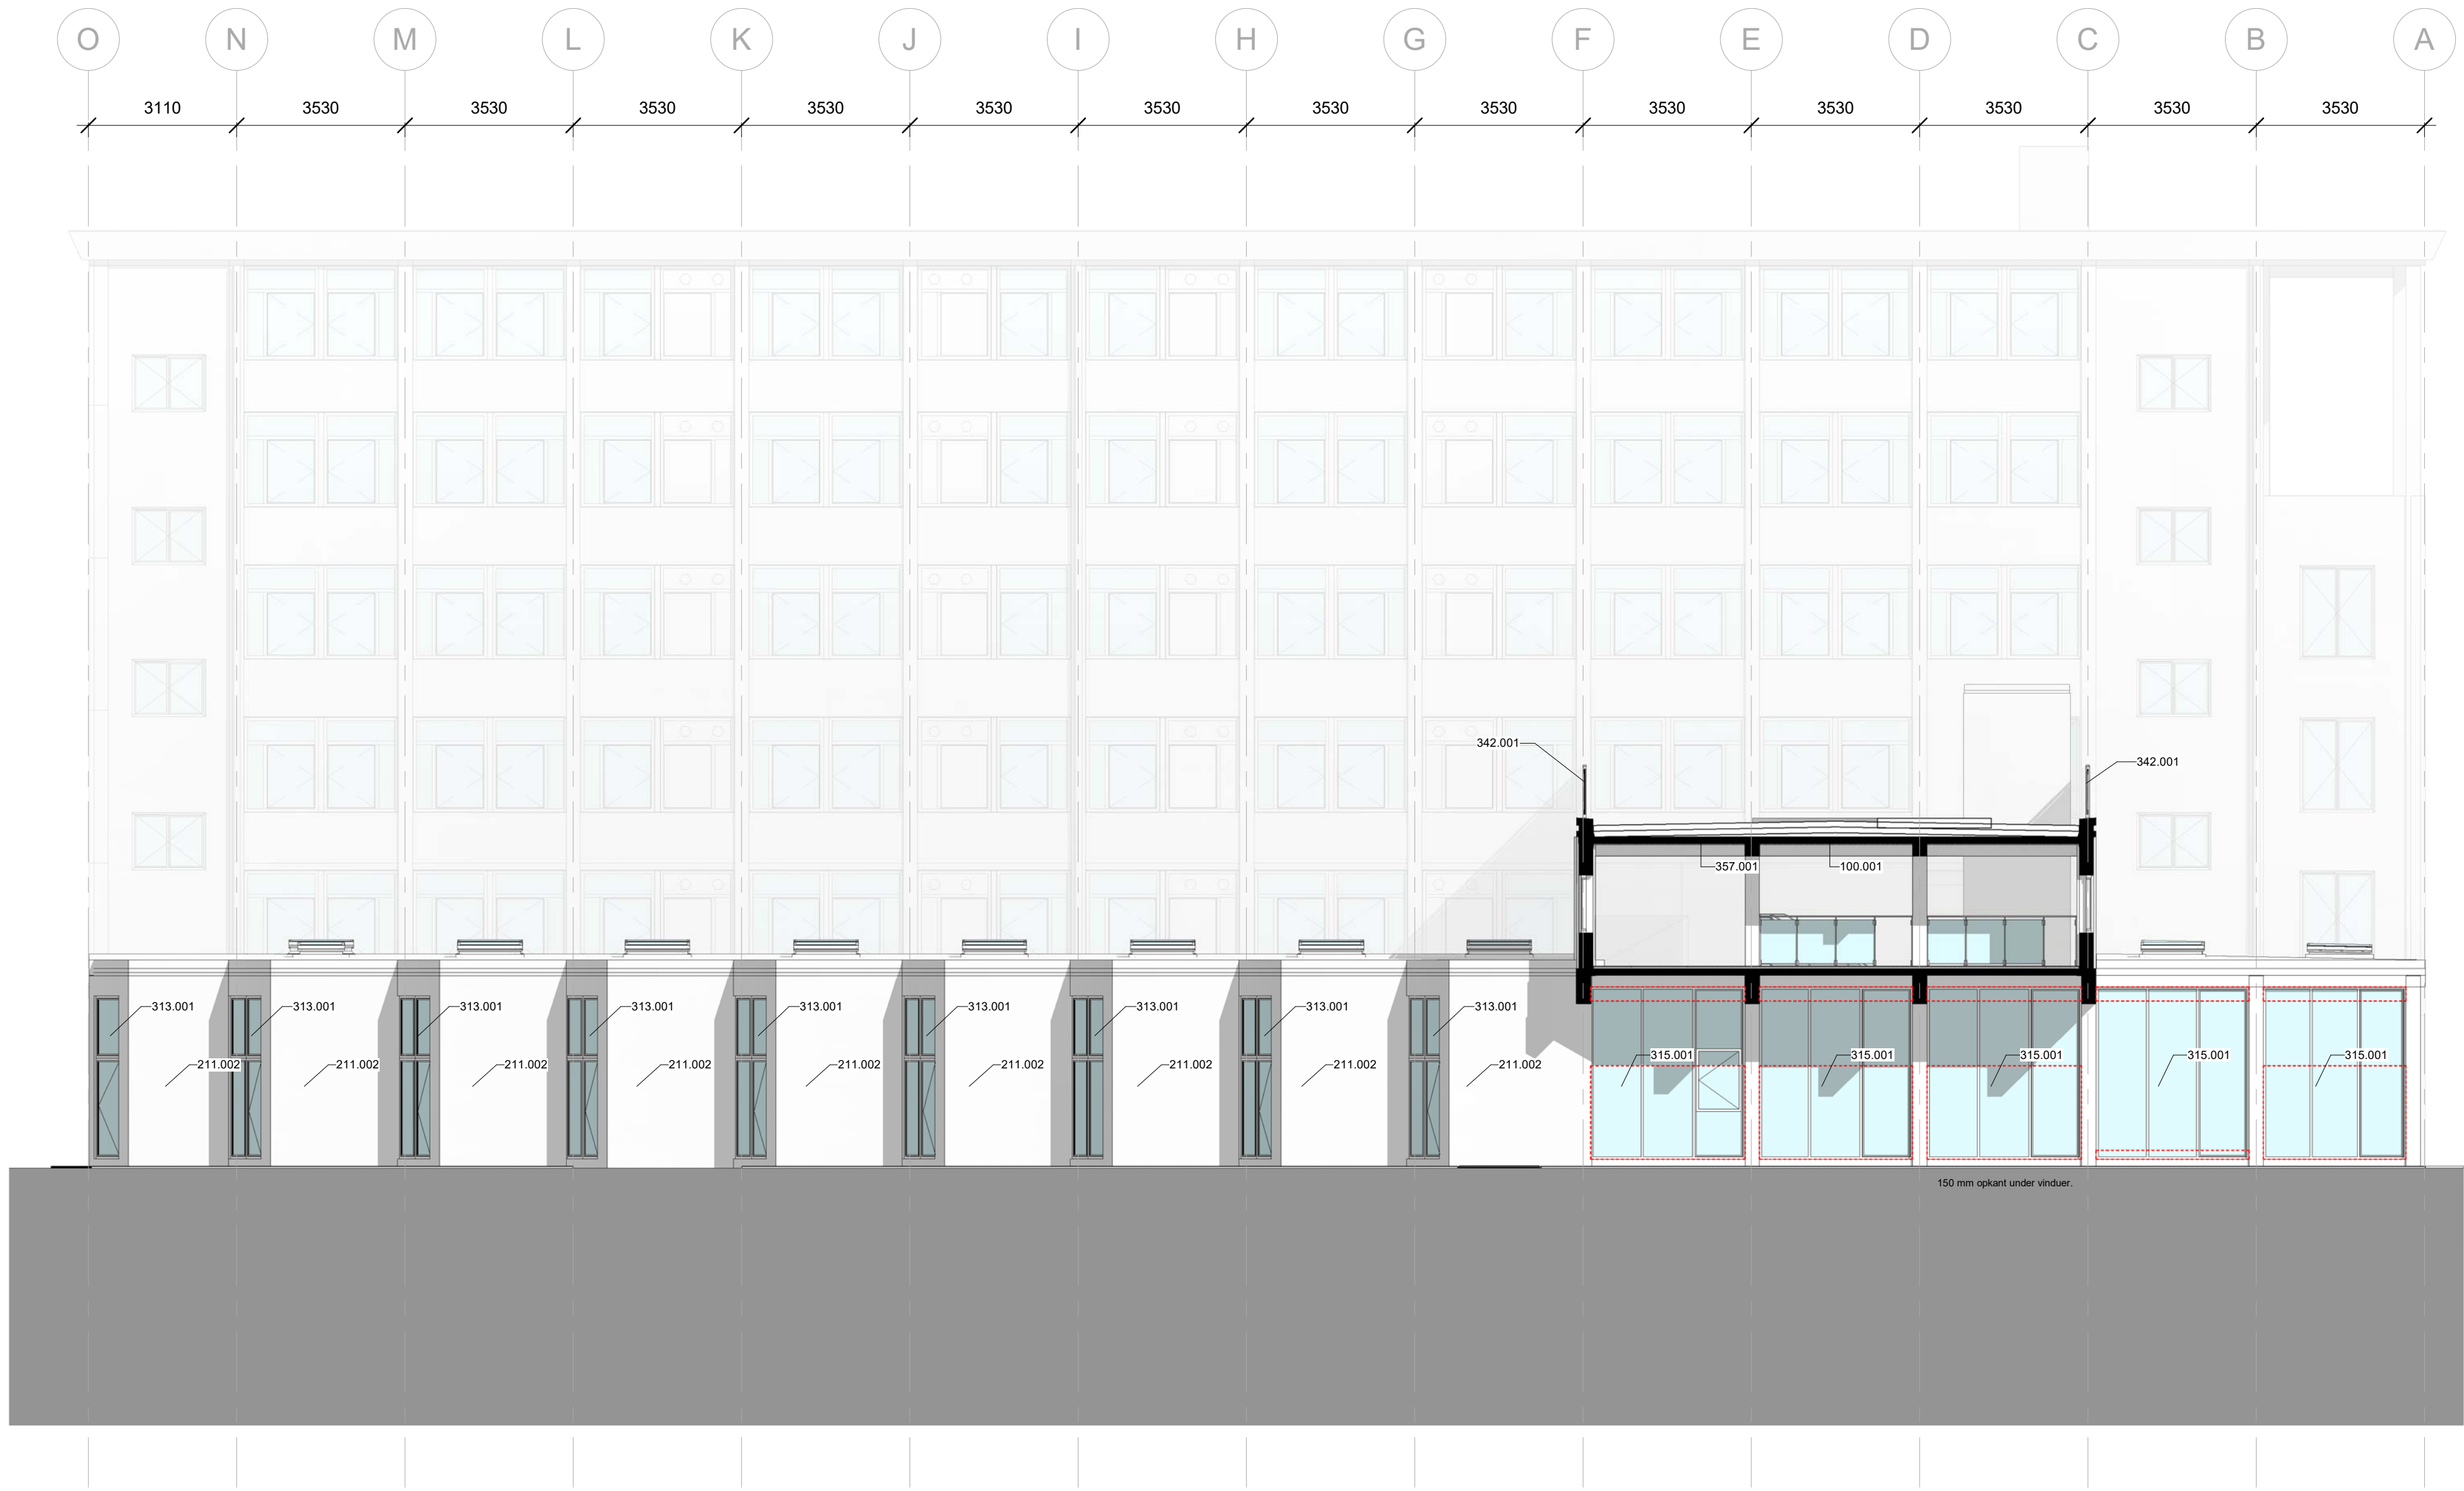 O N M L K J I H G F E D C B A
3110 3530 3530 3530 3530 3530 3530 3530 3530 3530 3530 3530 3530 3530
342.001
342.001
357.001 100.001
313.001 313.001 313.001 313.001 313.001 313.001 313.001 313.001 313.001
315.001 315.001 315.001 315.001 315.001
211.002 211.002 211.002 211.002 211.002 211.002 211.002 211.002 211.002
150 mm opkant under vinduer.